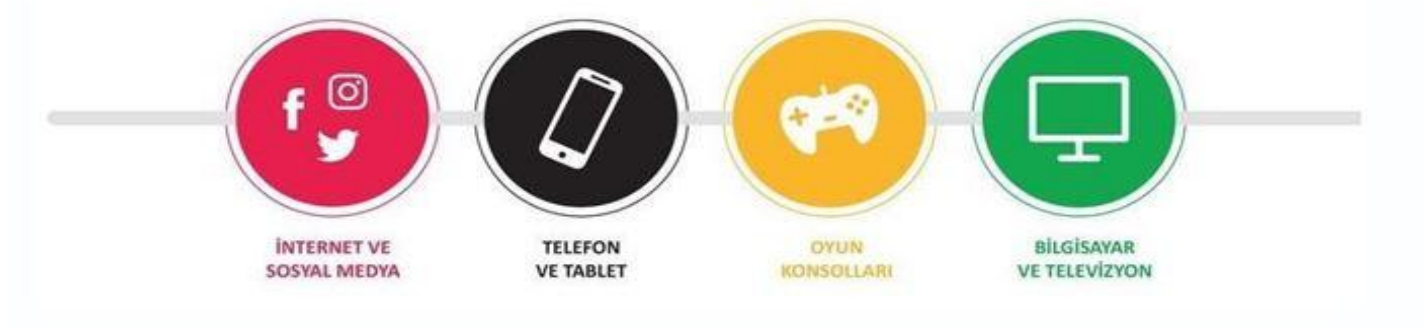 İNTERNET VE
SOSYAL MEDYA
TELEFON
VE TABLET
OYUN
KONSOLLARI
BİLGİSAYAR
VE TELEVİZYON